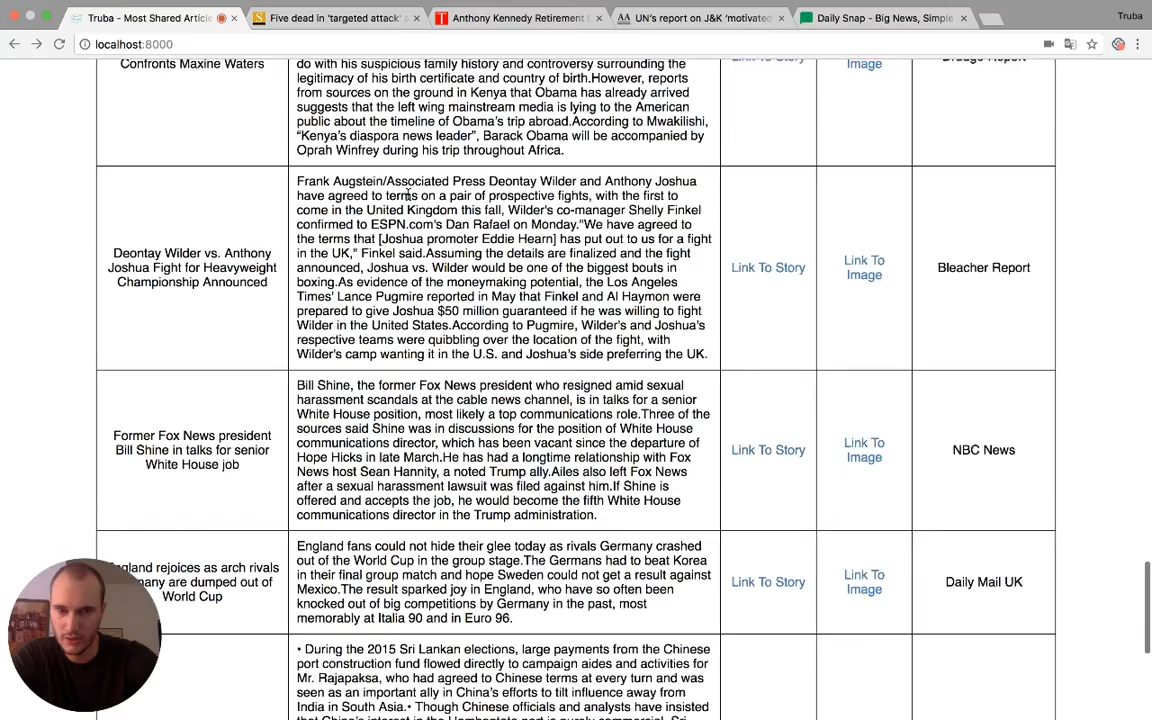 Truba - Most Shared Article
Five dead in 'targeted attack'
Anthony Kennedy Retirement
UN's report on J&K 'motivated
Daily Snap - Big News, Simple
Truba
localhost:8000
Confronts Maxine Waters
do with his suspicious family history and controversy surrounding the
legitimacy of his birth certificate and country of birth.However, reports
from sources on the ground in Kenya that Obama has already arrived
suggests that the left wing mainstream media is lying to the American
public about the timeline of Obama's trip abroad.According to Mwakilishi,
"Kenya's diaspora news leader", Barack Obama will be accompanied by
Oprah Winfrey during his trip throughout Africa.
Link To Story
Image
Drudge Report
Deontay Wilder vs. Anthony
Joshua Fight for Heavyweight
Championship Announced
Frank Augstein/Associated Press Deontay Wilder and Anthony Joshua
have agreed to terms on a pair of prospective fights, with the first to
come in the United Kingdom this fall, Wilder's co-manager Shelly Finkel
confirmed to ESPN.com's Dan Rafael on Monday."We have agreed to
the terms that [Joshua promoter Eddie Hearn] has put out to us for a fight
in the UK," Finkel said.Assuming the details are finalized and the fight
announced, Joshua vs. Wilder would be one of the biggest bouts in
boxing.As evidence of the moneymaking potential, the Los Angeles
Times' Lance Pugmire reported in May that Finkel and Al Haymon were
prepared to give Joshua $50 million guaranteed if he was willing to fight
Wilder in the United States.According to Pugmire, Wilder's and Joshua's
respective teams were quibbling over the location of the fight, with
Wilder's camp wanting it in the U.S. and Joshua's side preferring the UK.
Link To Story
Link To
Image
Bleacher Report
Former Fox News president
Bill Shine in talks for senior
White House job
Bill Shine, the former Fox News president who resigned amid sexual
harassment scandals at the cable news channel, is in talks for a senior
White House position, most likely a top communications role.Three of the
sources said Shine was in discussions for the position of White House
communications director, which has been vacant since the departure of
Hope Hicks in late March.He has had a longtime relationship with Fox
News host Sean Hannity, a noted Trump ally.Ailes also left Fox News
after a sexual harassment lawsuit was filed against him.If Shine is
offered and accepts the job, he would become the fifth White House
communications director in the Trump administration.
Link To Story
Link To
Image
NBC News
ngland rejoices as arch rivals
many are dumped out of
World Cup
England fans could not hide their glee today as rivals Germany crashed
out of the World Cup in the group stage.The Germans had to beat Korea
in their final group match and hope Sweden could not get a result against
Mexico.The result sparked joy in England, who have so often been
knocked out of big competitions by Germany in the past, most
memorably at Italia 90 and in Euro 96.
Link To Story
Link To
Image
Daily Mail UK
• During the 2015 Sri Lankan elections, large payments from the Chinese
port construction fund flowed directly to campaign aides and activities for
Mr. Rajapaksa, who had agreed to Chinese terms at every turn and was
seen as an important ally in China's efforts to tilt influence away from
India in South Asia.• Though Chinese officials and analysts have insisted
that China's interest in the Hambantota port is purely commercial, Sri